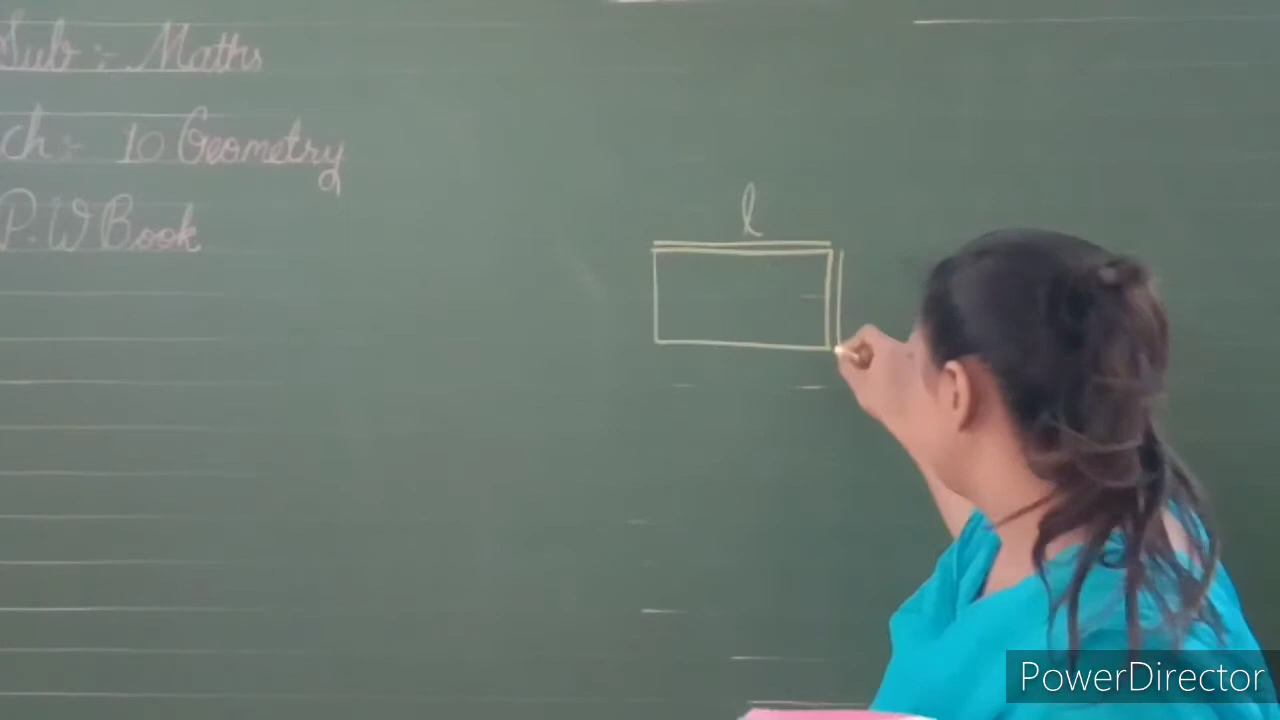 Sub :- Maths
ch :- 10 Geometry
P.W Book
l
PowerDirector